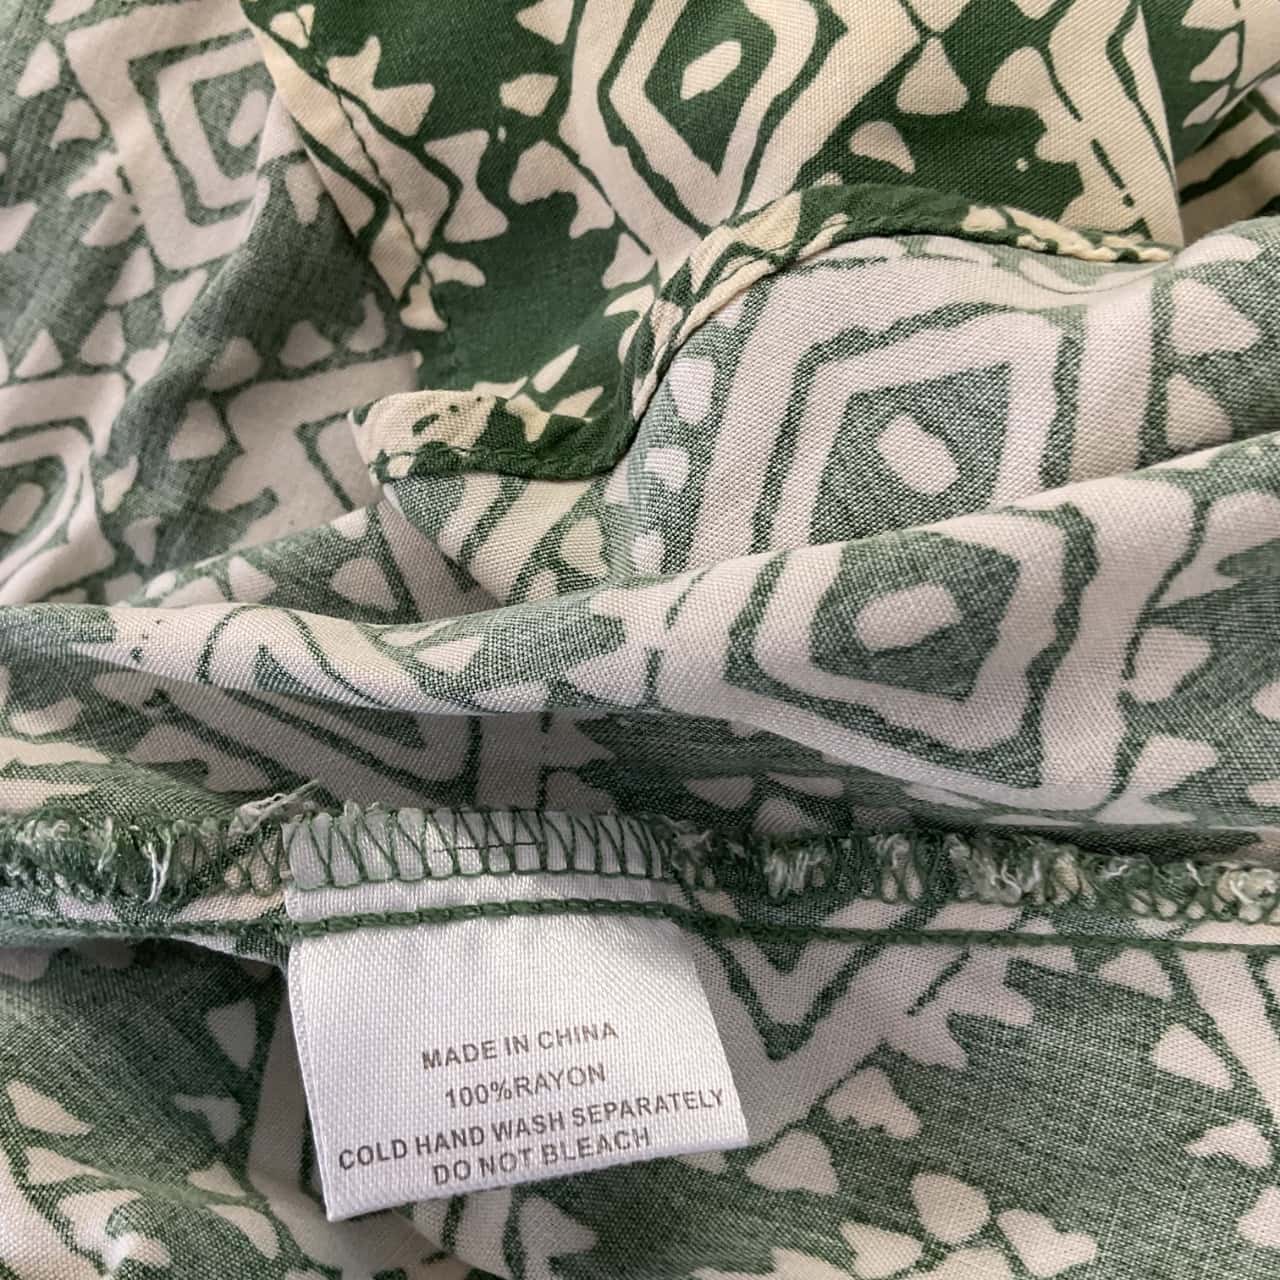 MADE IN CHINA
100%RAYON
COLD HAND WASH SEPARATELY
DO NOT BLEACH